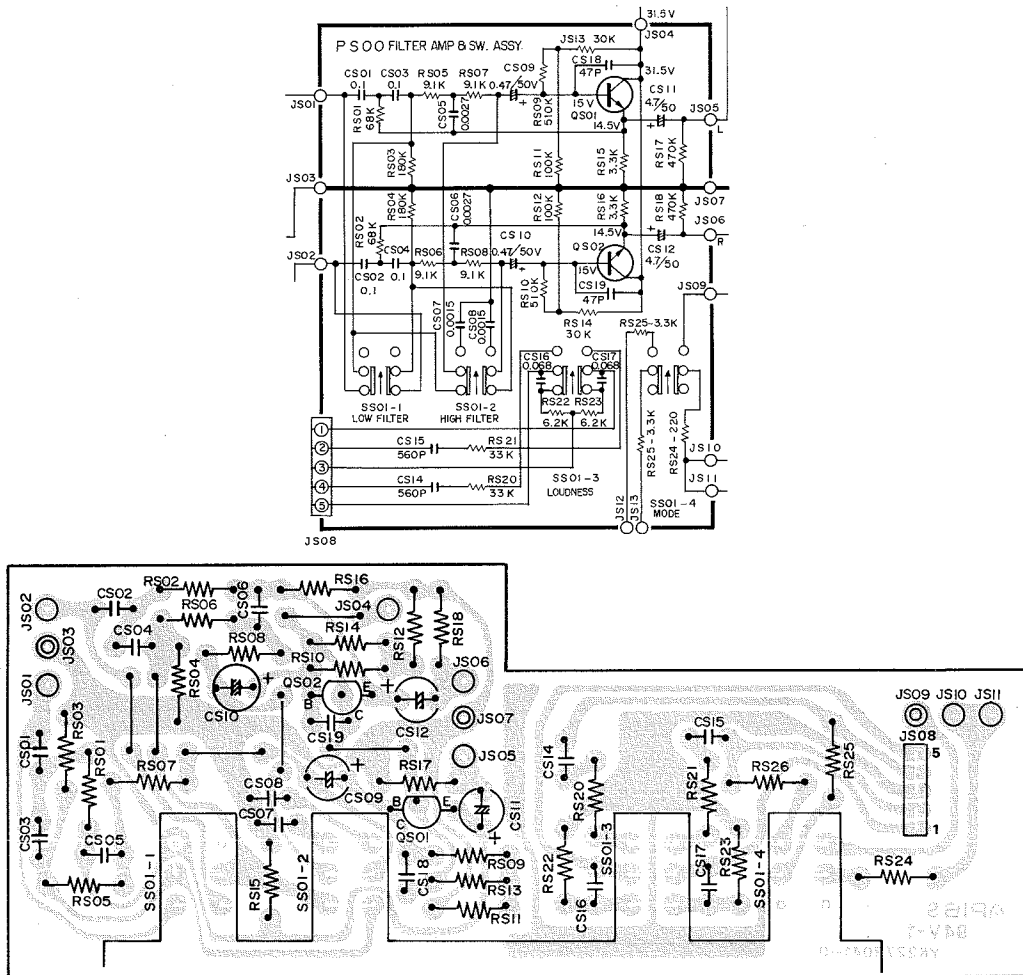 31.5V
JS04
PS00 FILTER AMP & SW. ASSY.
JS13 30K
CS18
47P
31.5V
CS01
0.1
CS03
0.1
RS05
9.1K
RS07
9.1K
CS09
0.47/50V
+
CS11
4.7/50
JS01
RS01
68K
CS05
0.0027
RS09
510K
15V
QS01
14.5V
+
JS05
L
RS03
180K
RS11
100K
RS15
3.3K
RS17
470K
JS03
JS07
RS04
180K
CS06
0.0027
RS12
100K
RS16
3.3K
RS18
470K
JS06
R
RS02
68K
CS10
0.47/50V
+
14.5V
QS02
+
CS12
4.7/50
JS02
CS02
0.1
CS04
0.1
RS06
9.1K
RS08
9.1K
15V
RS10
510K
CS19
47P
JS09
CS07
0.0015
CS08
0.0015
RS14
30K
RS25-3.3K
CS16
0.068
CS17
0.068
RS22
6.2K
RS23
6.2K
SS01-1
LOW FILTER
SS01-2
HIGH FILTER
RS25-3.3K
RS24-220
1
2
3
4
5
CS15
560P
RS21
33K
CS14
560P
RS20
33K
SS01-3
LOUDNESS
JS10
JS11
JS12
JS13
SS01-4
MODE
JS08
JS02
JS03
JS01
CS02
RS02
RS06
CS06
RS16
JS04
CS04
RS08
RS14
RS12
RS18
RS04
RS10
QS02
B
E
C
+
CS10
CS19
+
CS12
JS06
JS07
JS05
RS03
CS01
RS01
RS07
CS08
CS07
+
CS09
RS17
B
E
C
QS01
CS11
+
CS03
CS05
RS05
SS01-1
RS15
SS01-2
CS18
RS09
RS13
RS11
CS14
RS20
RS22
CS16
SS01-3
CS15
RS21
RS26
RS25
CS17
RS23
SS01-4
JS09
JS10
JS11
JS08
5
1
RS24